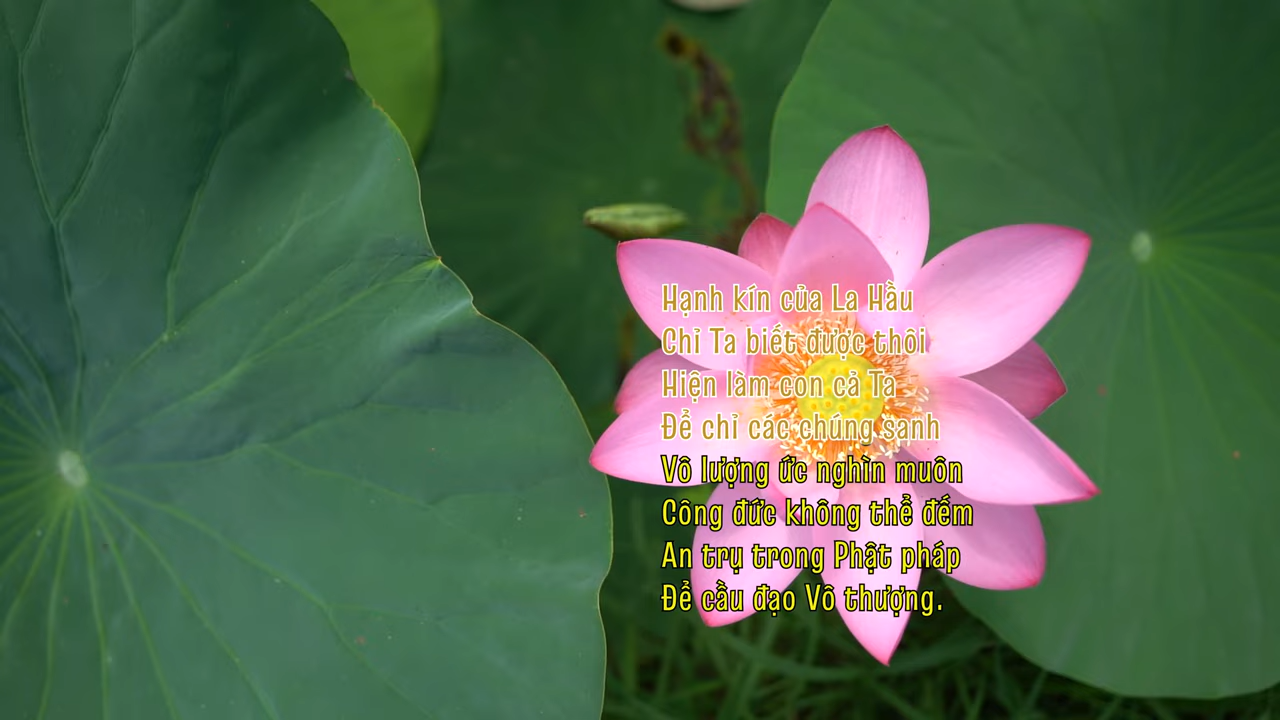 Hạnh kín của La Hầu
Chỉ Ta biết được thôi
Hiện làm con cả Ta
Để chỉ các chúng sanh
Vô lượng ức nghìn muôn
Công đức không thể đếm
An trụ trong Phật pháp
Để cầu đạo Vô thượng.